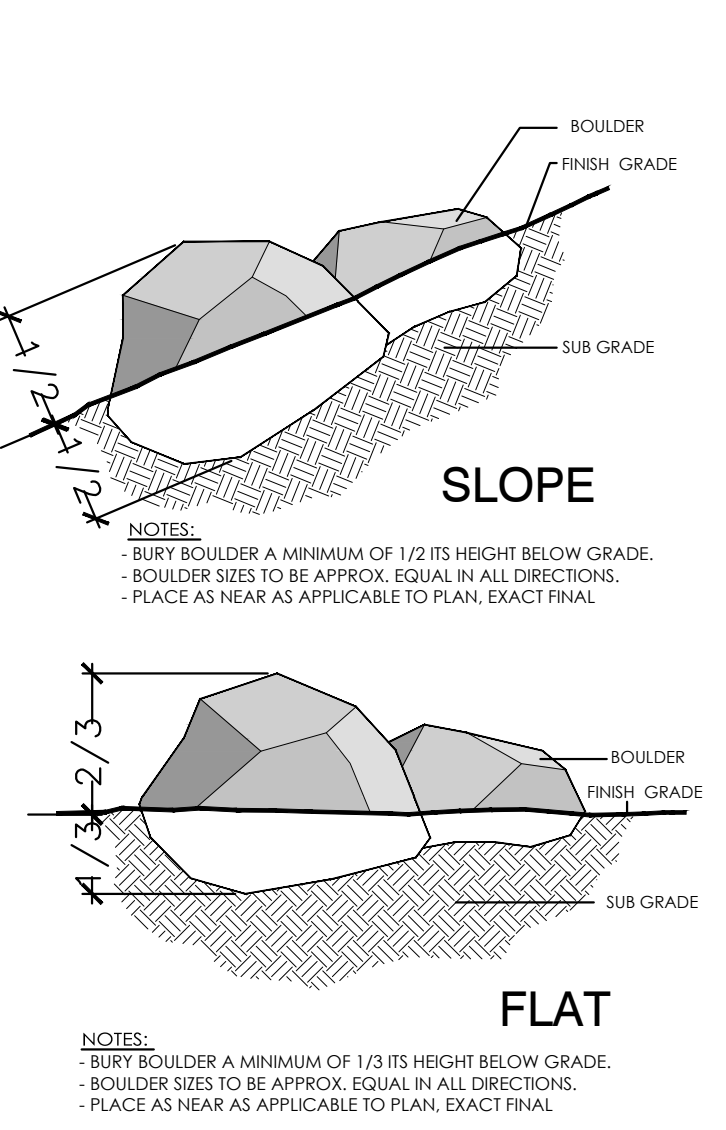 BOULDER
FINISH GRADE
1/2
SUB GRADE
1/2
SLOPE
NOTES:
- BURY BOULDER A MINIMUM OF 1/2 ITS HEIGHT BELOW GRADE.
- BOULDER SIZES TO BE APPROX. EQUAL IN ALL DIRECTIONS.
- PLACE AS NEAR AS APPLICABLE TO PLAN, EXACT FINAL
2/3
BOULDER
FINISH GRADE
1/3
SUB GRADE
FLAT
NOTES:
- BURY BOULDER A MINIMUM OF 1/3 ITS HEIGHT BELOW GRADE.
- BOULDER SIZES TO BE APPROX. EQUAL IN ALL DIRECTIONS.
- PLACE AS NEAR AS APPLICABLE TO PLAN, EXACT FINAL